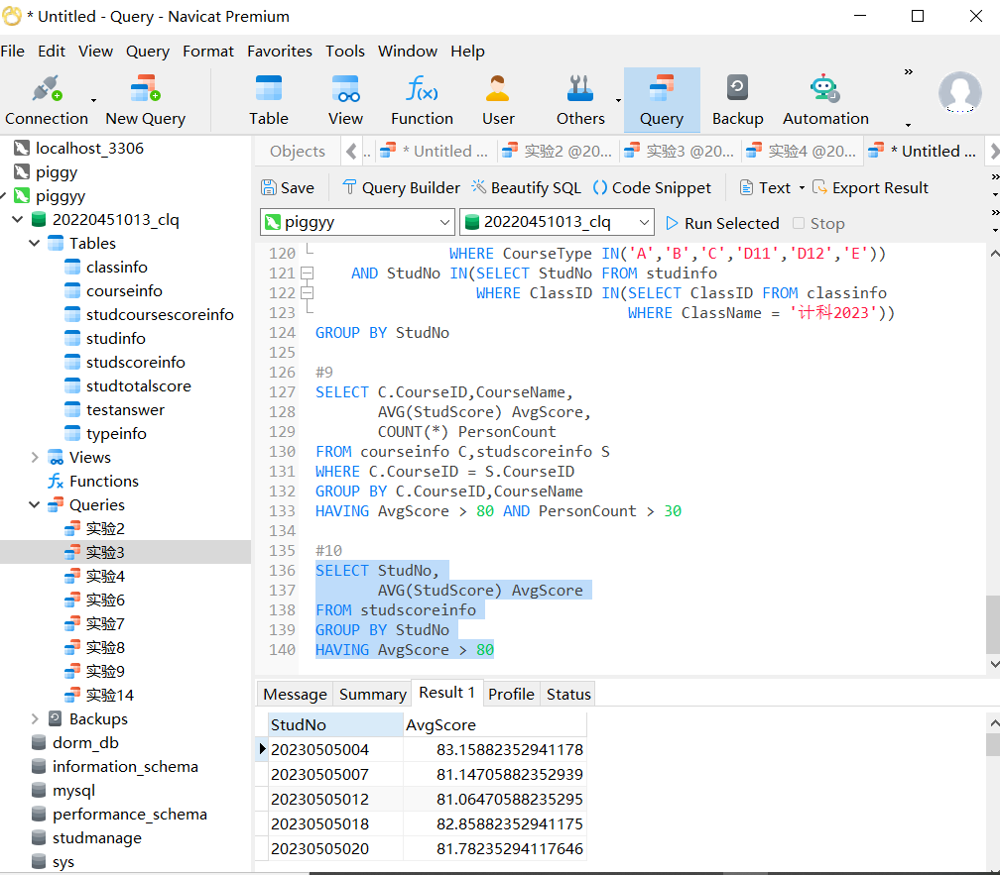 * Untitled - Query - Navicat Premium
File Edit View Query Format Favorites Tools Window Help
Connection New Query Table View Function User Others Query Backup Automation
Objects .. * Untitled ... 实验2 @20... 实验3 @20... 实验4 @20... * Untitled ...
Save Query Builder Beautify SQL Code Snippet Text Export Result
piggyy 20220451013_clq Run Selected Stop
localhost_3306
piggy
piggyy
20220451013_clq
Tables
classinfo
courseinfo
studcoursescoreinfo
studinfo
studscoreinfo
studtotalscore
testanswer
typeinfo
Views
Functions
Queries
实验2
实验3
实验4
实验6
实验7
实验8
实验9
实验14
Backups
dorm_db
information_schema
mysql
performance_schema
studmanage
sys
120 WHERE CourseType IN('A','B','C','D11','D12','E'))
121 AND StudNo IN(SELECT StudNo FROM studinfo
122 WHERE ClassID IN(SELECT ClassID FROM classinfo
123 WHERE ClassName = '计科2023'))
124 GROUP BY StudNo
125
126 #9
127 SELECT C.CourseID,CourseName,
128 AVG(StudScore) AvgScore,
129 COUNT(*) PersonCount
130 FROM courseinfo C,studscoreinfo S
131 WHERE C.CourseID = S.CourseID
132 GROUP BY C.CourseID,CourseName
133 HAVING AvgScore > 80 AND PersonCount > 30
134
135 #10
136 SELECT StudNo,
137 AVG(StudScore) AvgScore
138 FROM studscoreinfo
139 GROUP BY StudNo
140 HAVING AvgScore > 80
Message Summary Result 1 Profile Status
StudNo AvgScore
20230505004 83.15882352941178
20230505007 81.14705882352939
20230505012 81.06470588235295
20230505018 82.85882352941175
20230505020 81.78235294117646